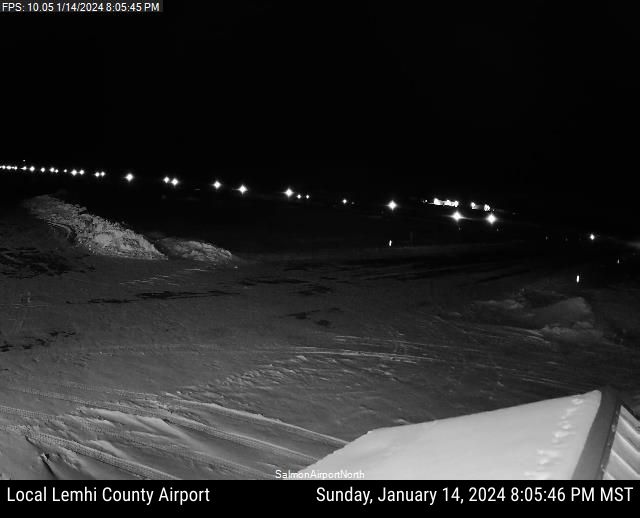 FPS: 10.05 1/14/2024 8:05:45 PM
SalmonAirportNorth
Local Lemhi County Airport
Sunday, January 14, 2024 8:05:46 PM MST